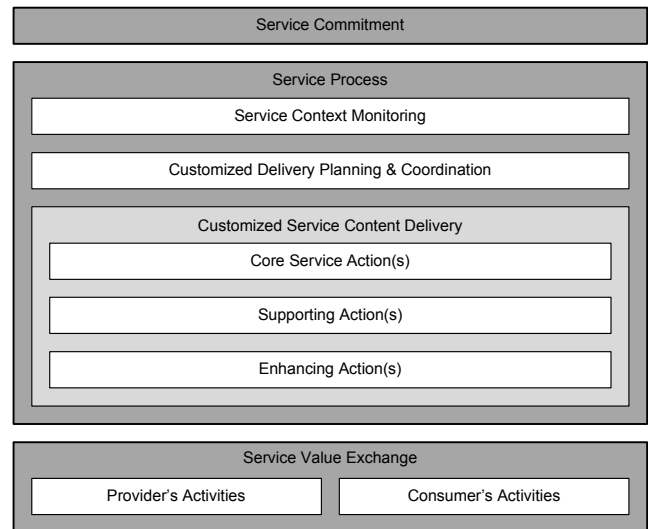 Service Commitment
Service Process
Service Context Monitoring
Customized Delivery Planning & Coordination
Customized Service Content Delivery
Core Service Action(s)
Supporting Action(s)
Enhancing Action(s)
Service Value Exchange
Provider's Activities
Consumer's Activities